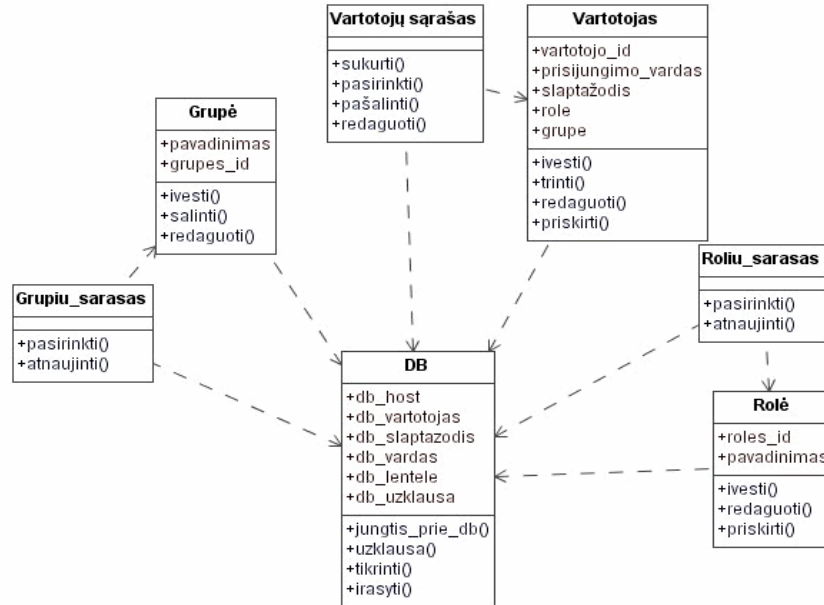 Vartotojų sąrašas
+sukurti()
+pasirinkti()
+pašalinti()
+redaguoti()
Vartotojas
+vartotojo_id
+prisijungimo_vardas
+slaptažodis
+role
+grupe
+ivesti()
+trinti()
+redaguoti()
+priskirti()
Grupė
+pavadinimas
+grupes_id
+ivesti()
+salinti()
+redaguoti()
Grupiu_sarasas
+pasirinkti()
+atnaujinti()
Roliu_sarasas
+pasirinkti()
+atnaujinti()
DB
+db_host
+db_vartotojas
+db_slaptazodis
+db_vardas
+db_lentele
+db_uzklausa
+jungtis_prie_db()
+uzklausa()
+tikrinti()
+irasyti()
Rolė
+roles_id
+pavadinimas
+ivesti()
+redaguoti()
+priskirti()